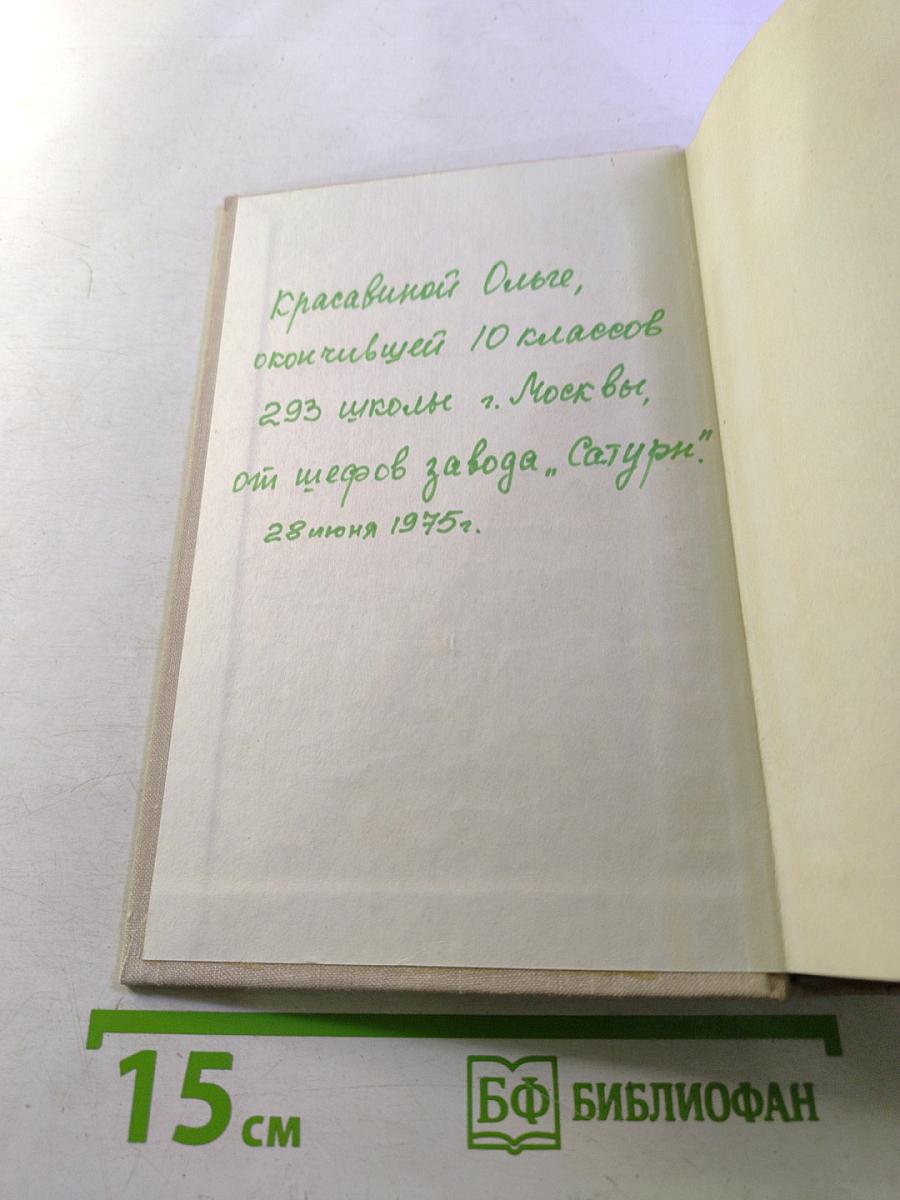 Красавиной Ольге,
окончившей 10 классов
293 школы г. Москвы,
от шефов завода „Сатурн".
28 июня 1975 г.
15 см
БФ БИБЛИОФАН